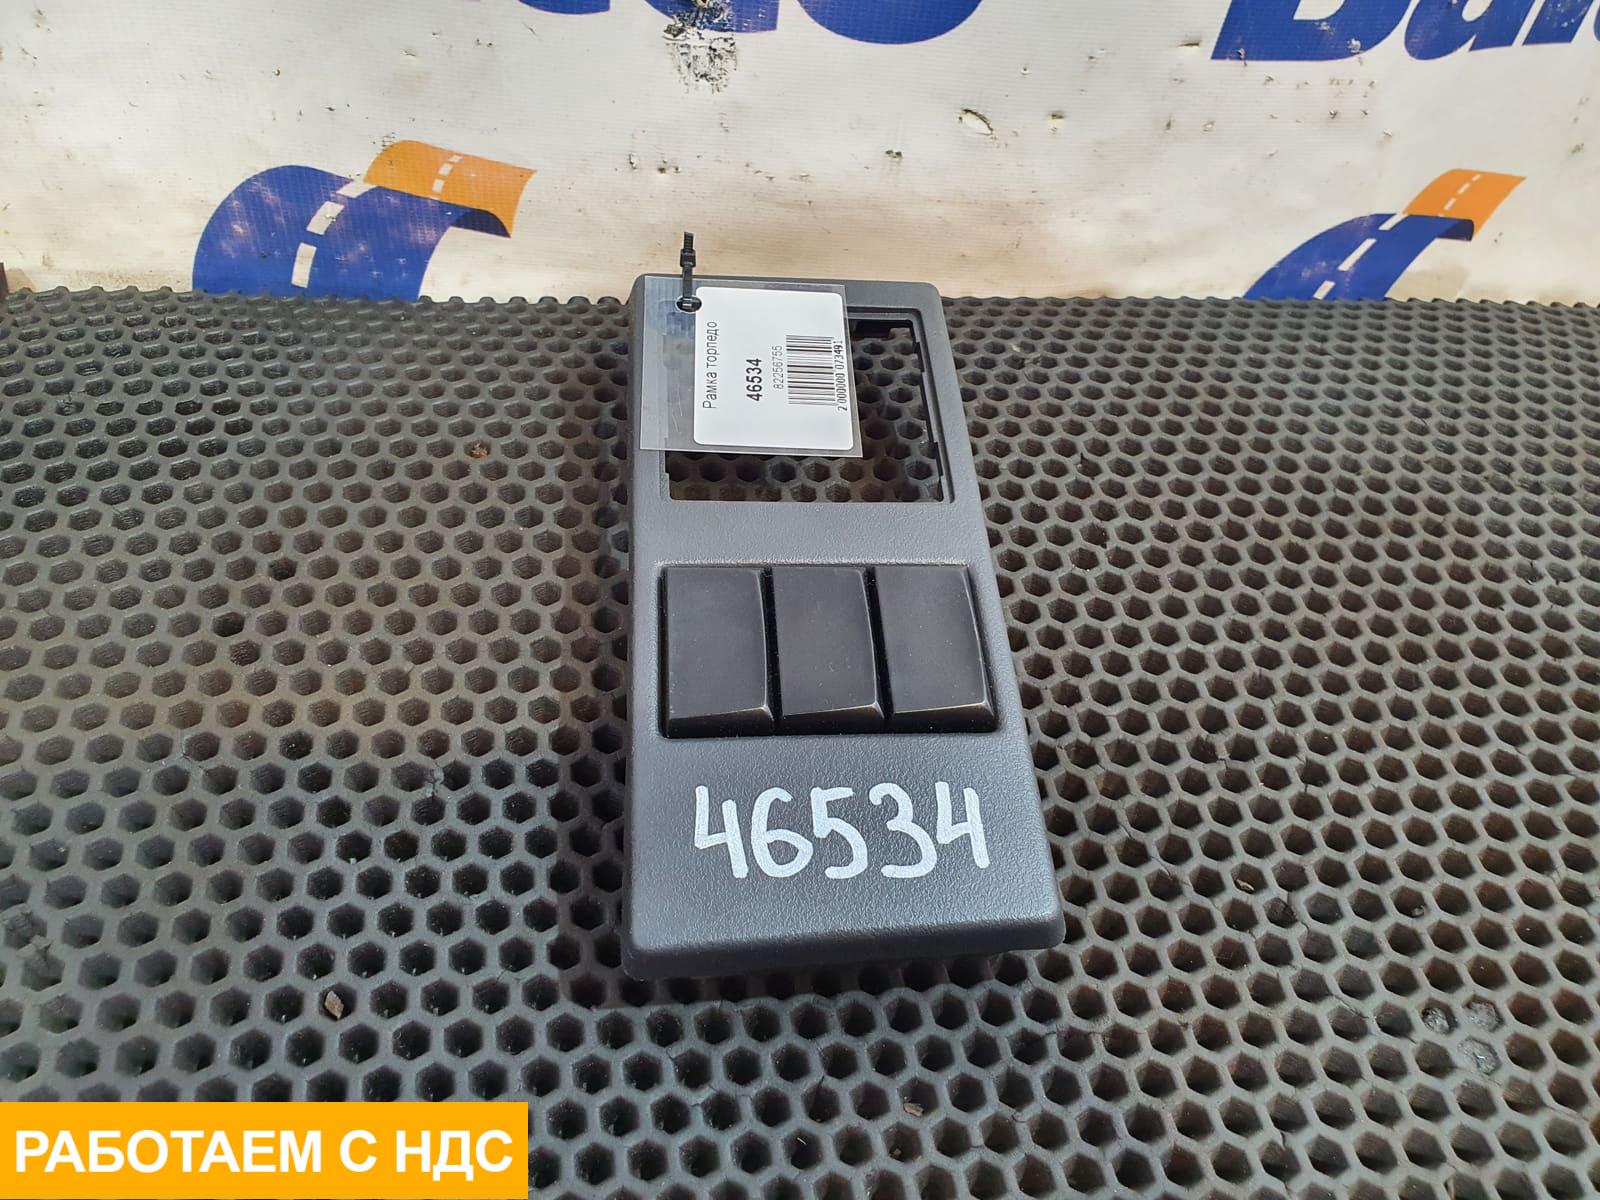 Рамка торпедо
46534
82256755
2 000000 073491
46534
РАБОТАЕМ С НДС